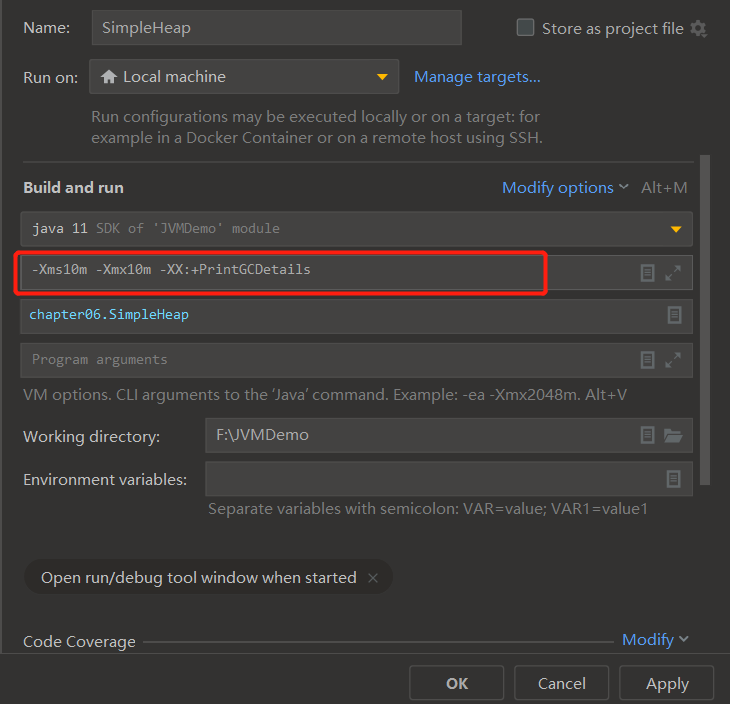 Name: SimpleHeap Store as project file
Run on: Local machine Manage targets...
Run configurations may be executed locally or on a target: for
example in a Docker Container or on a remote host using SSH.
Build and run Modify options Alt+M
java 11 SDK of 'JVMDemo' module
-Xms10m -Xmx10m -XX:+PrintGCDetails
chapter06.SimpleHeap
Program arguments
VM options. CLI arguments to the ‘Java’ command. Example: -ea -Xmx2048m. Alt+V
Working directory: F:\JVMDemo
Environment variables:
Separate variables with semicolon: VAR=value; VAR1=value1
Open run/debug tool window when started ×
Code Coverage Modify
OK Cancel Apply